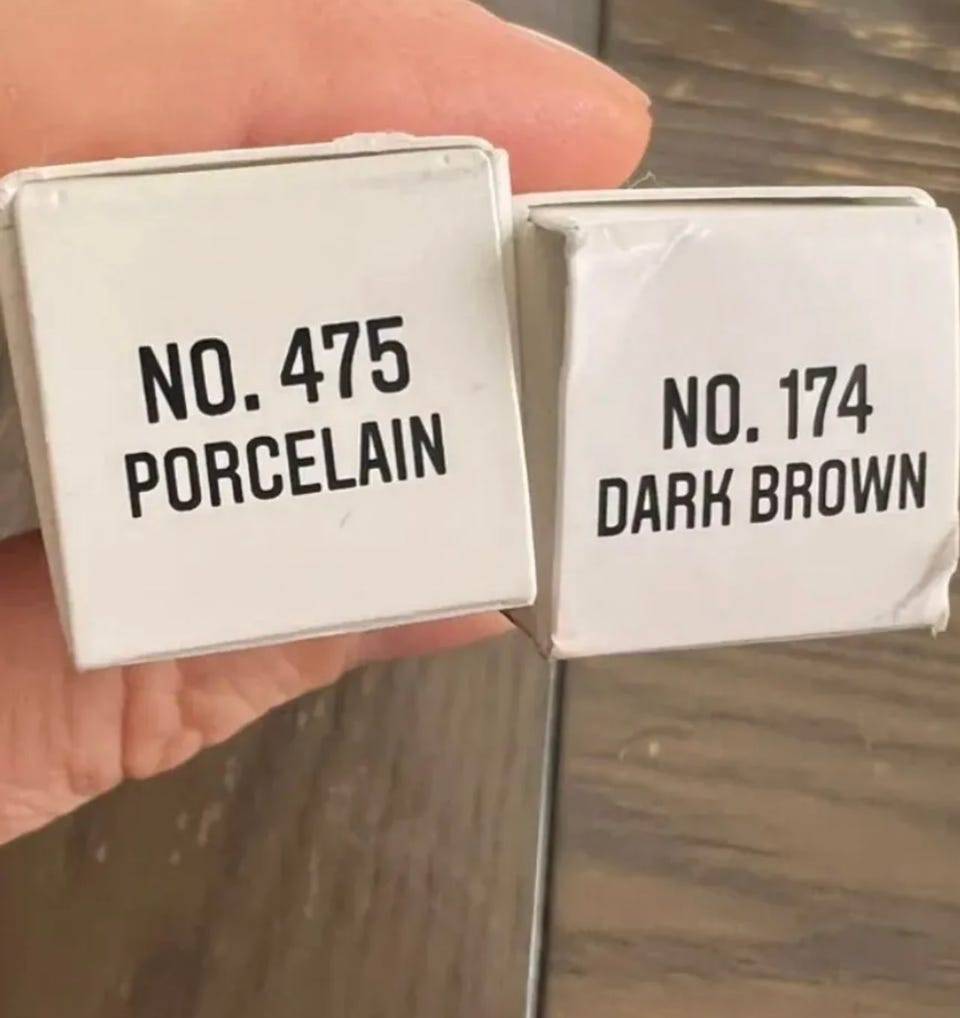 NO. 475
PORCELAIN
NO. 174
DARK BROWN